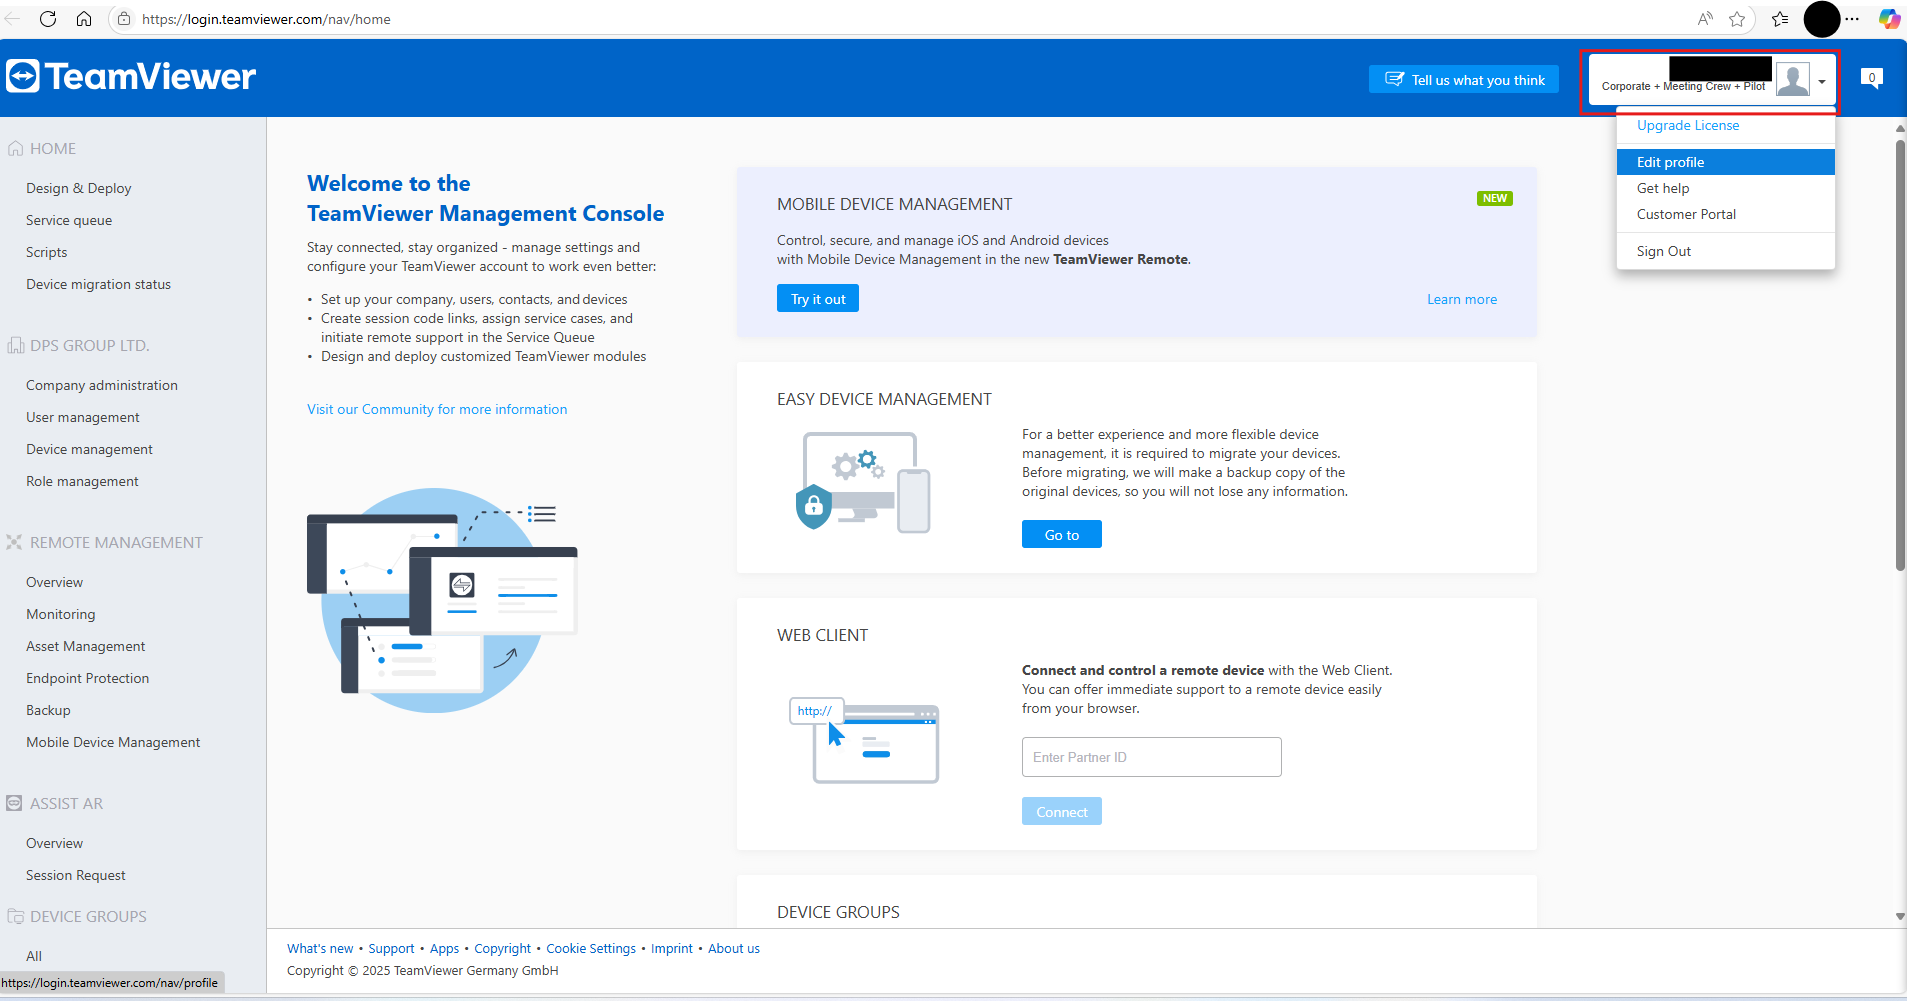 https://login.teamviewer.com/nav/home
TeamViewer
Tell us what you think
Corporate + Meeting Crew + Pilot
0
Upgrade License
Edit profile
Get help
Customer Portal
Sign Out
HOME
Design & Deploy
Service queue
Scripts
Device migration status
DPS GROUP LTD.
Company administration
User management
Device management
Role management
REMOTE MANAGEMENT
Overview
Monitoring
Asset Management
Endpoint Protection
Backup
Mobile Device Management
ASSIST AR
Overview
Session Request
DEVICE GROUPS
All
https://login.teamviewer.com/nav/profile
Welcome to the
TeamViewer Management Console
Stay connected, stay organized - manage settings and
configure your TeamViewer account to work even better:
• Set up your company, users, contacts, and devices
• Create session code links, assign service cases, and
initiate remote support in the Service Queue
• Design and deploy customized TeamViewer modules
Visit our Community for more information
MOBILE DEVICE MANAGEMENT
NEW
Control, secure, and manage iOS and Android devices
with Mobile Device Management in the new TeamViewer Remote.
Try it out
Learn more
EASY DEVICE MANAGEMENT
For a better experience and more flexible device
management, it is required to migrate your devices.
Before migrating, we will make a backup copy of the
original devices, so you will not lose any information.
Go to
WEB CLIENT
http://
Connect and control a remote device with the Web Client.
You can offer immediate support to a remote device easily
from your browser.
Enter Partner ID
Connect
DEVICE GROUPS
What's new • Support • Apps • Copyright • Cookie Settings • Imprint • About us
Copyright © 2025 TeamViewer Germany GmbH